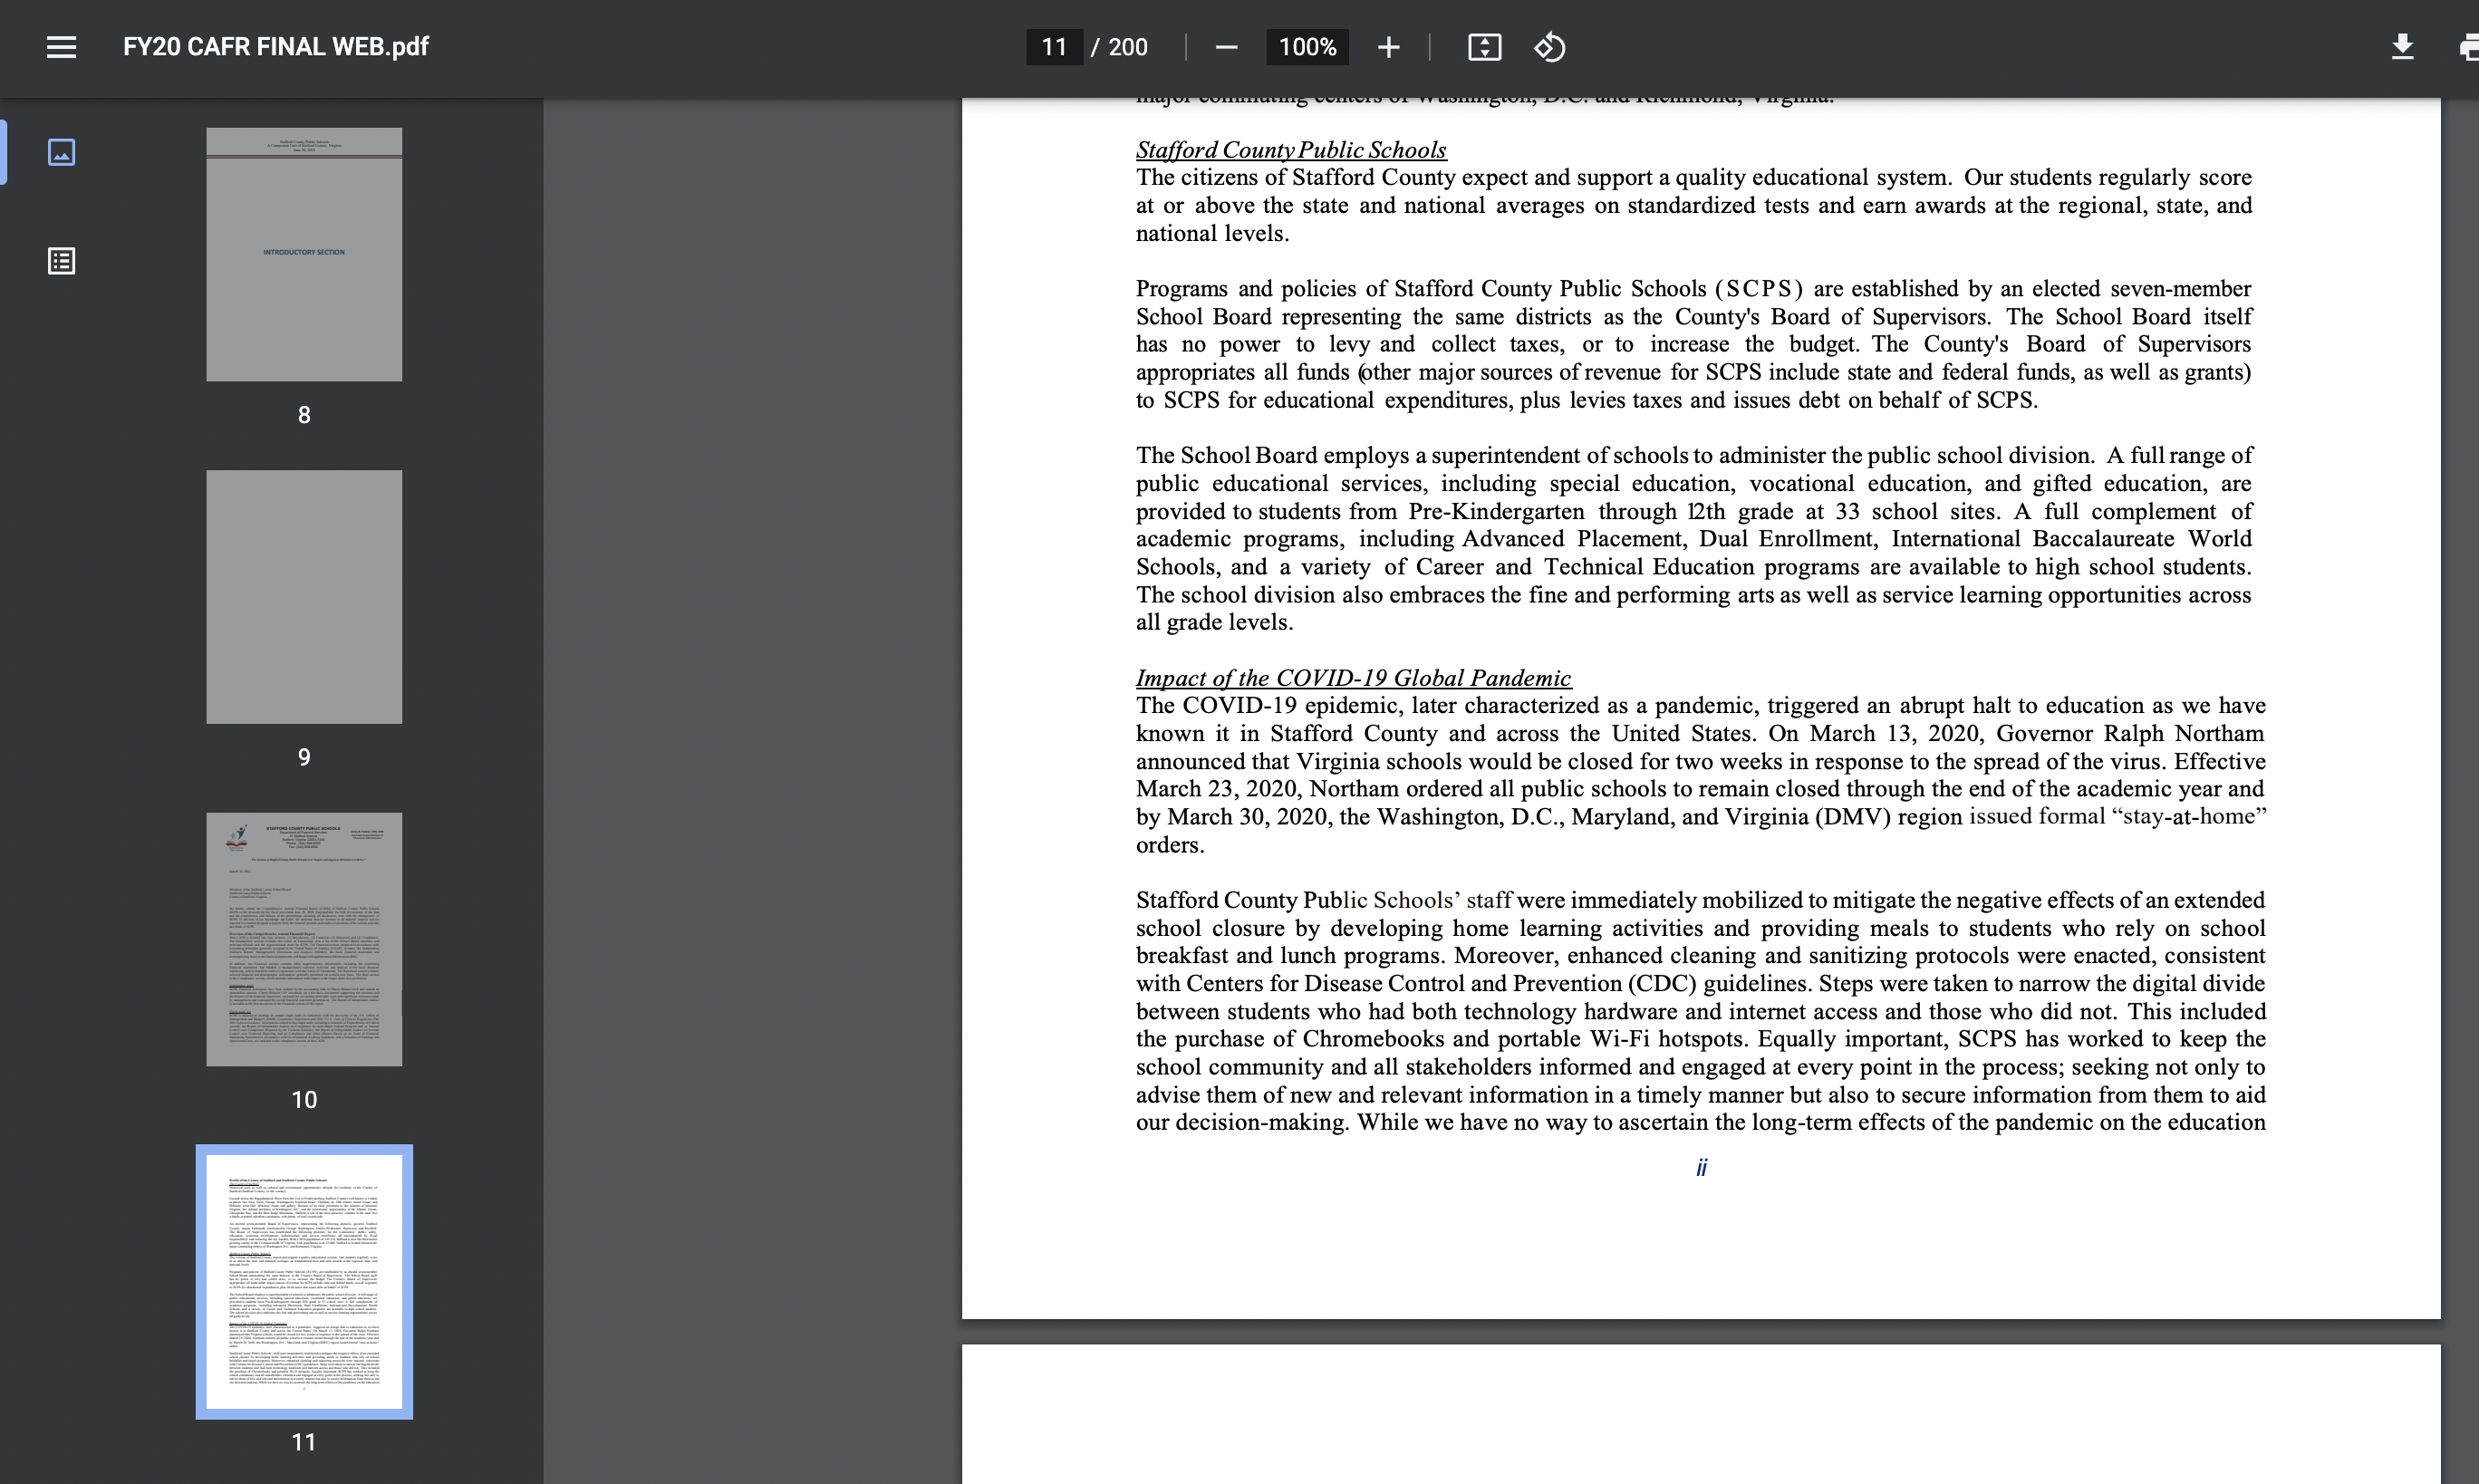 FY20 CAFR FINAL WEB.pdf
11 / 200
100%
INTRODUCTORY SECTION
8
9
STAFFORD COUNTY PUBLIC SCHOOLS
10
11
major commuting centers of Washington, D.C. and Richmond, Virginia.
Stafford County Public Schools
The citizens of Stafford County expect and support a quality educational system. Our students regularly score
at or above the state and national averages on standardized tests and earn awards at the regional, state, and
national levels.
Programs and policies of Stafford County Public Schools (SCPS) are established by an elected seven-member
School Board representing the same districts as the County's Board of Supervisors. The School Board itself
has no power to levy and collect taxes, or to increase the budget. The County's Board of Supervisors
appropriates all funds (other major sources of revenue for SCPS include state and federal funds, as well as grants)
to SCPS for educational expenditures, plus levies taxes and issues debt on behalf of SCPS.
The School Board employs a superintendent of schools to administer the public school division. A full range of
public educational services, including special education, vocational education, and gifted education, are
provided to students from Pre-Kindergarten through 12th grade at 33 school sites. A full complement of
academic programs, including Advanced Placement, Dual Enrollment, International Baccalaureate World
Schools, and a variety of Career and Technical Education programs are available to high school students.
The school division also embraces the fine and performing arts as well as service learning opportunities across
all grade levels.
Impact of the COVID-19 Global Pandemic
The COVID-19 epidemic, later characterized as a pandemic, triggered an abrupt halt to education as we have
known it in Stafford County and across the United States. On March 13, 2020, Governor Ralph Northam
announced that Virginia schools would be closed for two weeks in response to the spread of the virus. Effective
March 23, 2020, Northam ordered all public schools to remain closed through the end of the academic year and
by March 30, 2020, the Washington, D.C., Maryland, and Virginia (DMV) region issued formal “stay-at-home”
orders.
Stafford County Public Schools’ staff were immediately mobilized to mitigate the negative effects of an extended
school closure by developing home learning activities and providing meals to students who rely on school
breakfast and lunch programs. Moreover, enhanced cleaning and sanitizing protocols were enacted, consistent
with Centers for Disease Control and Prevention (CDC) guidelines. Steps were taken to narrow the digital divide
between students who had both technology hardware and internet access and those who did not. This included
the purchase of Chromebooks and portable Wi-Fi hotspots. Equally important, SCPS has worked to keep the
school community and all stakeholders informed and engaged at every point in the process; seeking not only to
advise them of new and relevant information in a timely manner but also to secure information from them to aid
our decision-making. While we have no way to ascertain the long-term effects of the pandemic on the education
ii